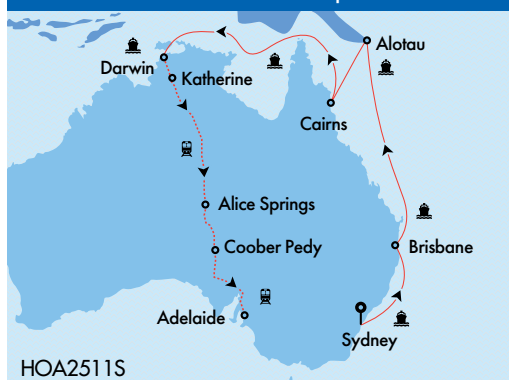 Alotau
Darwin
Katherine
Cairns
Alice Springs
Coober Pedy
Brisbane
Adelaide
Sydney
HOA2511S